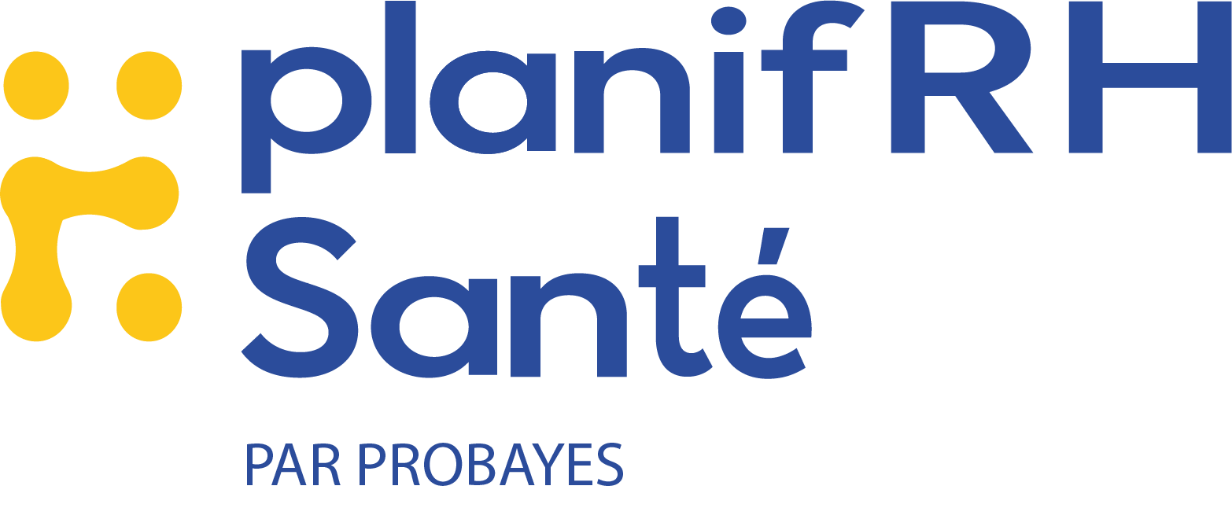 planifRH
Santé
PAR PROBAYES